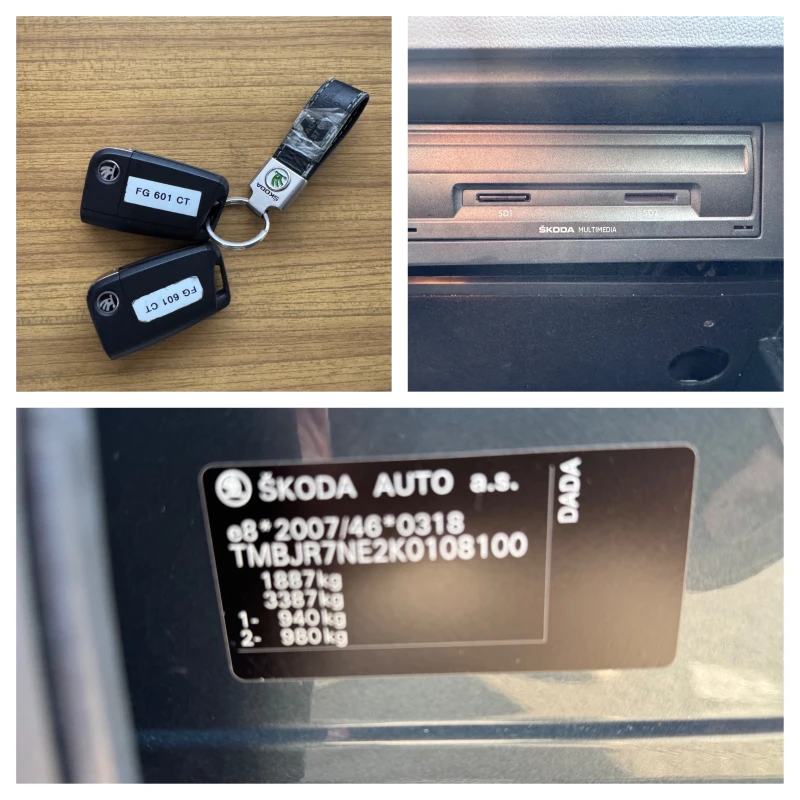 FG 601 CT
ŠKODA
FG 601 CT
SD1
SD2
ŠKODA MULTIMEDIA
ŠKODA AUTO a.s.
DADA
e8*2007/46*0318
TMBJR7NE2K0108100
1887kg
3387kg
1- 940kg
2- 980kg